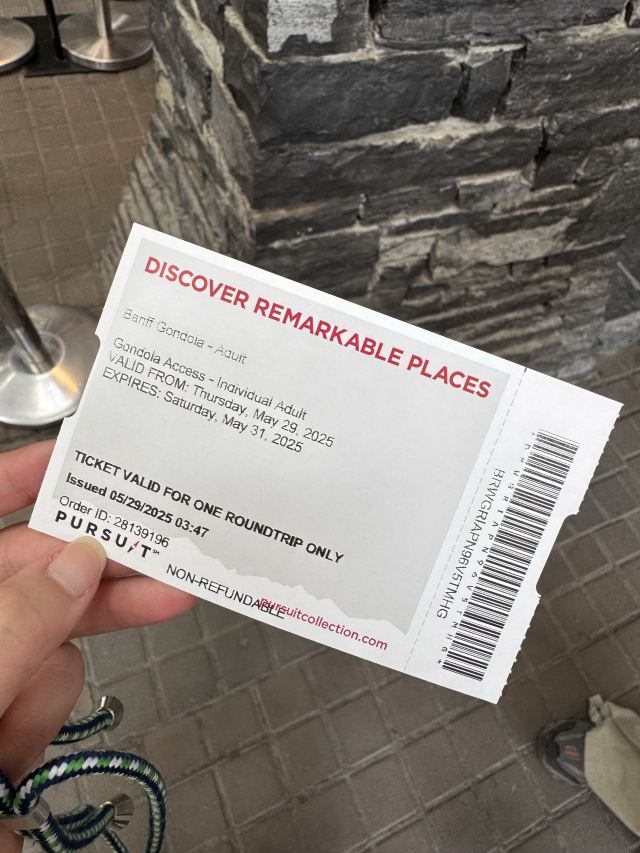 DISCOVER REMARKABLE PLACES
Banff Gondola - Adult
Gondola Access - Individual Adult
VALID FROM: Thursday, May 29, 2025
EXPIRES: Saturday, May 31, 2025
TICKET VALID FOR ONE ROUNDTRIP ONLY
Issued 05/29/2025 03:47
Order ID: 28139196
PURSUIT℠
NON-REFUNDABLE
Pursuitcollection.com
BRWGRIAPN96V5TMHG